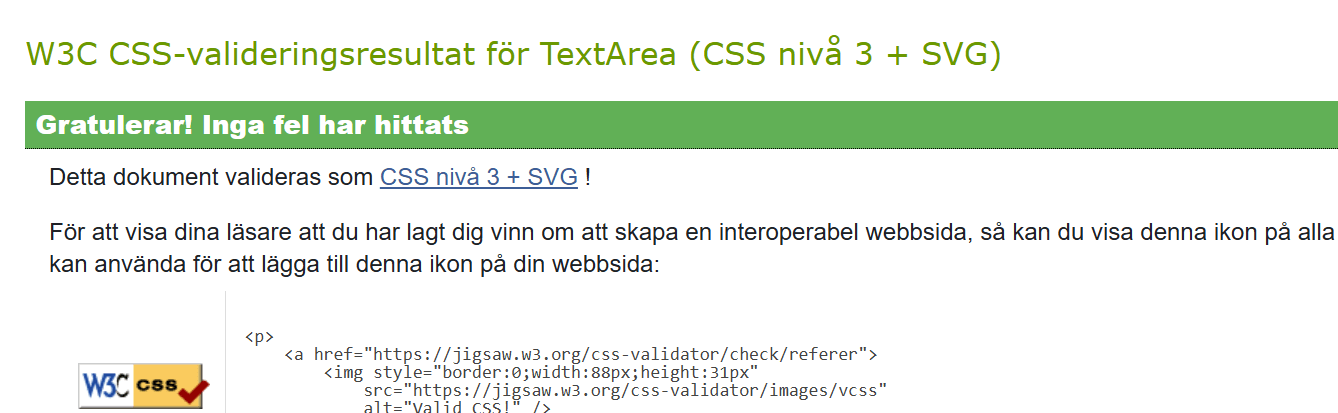 W3C CSS-valideringsresultat för TextArea (CSS nivå 3 + SVG)
Gratulerar! Inga fel har hittats
Detta dokument valideras som CSS nivå 3 + SVG !
För att visa dina läsare att du har lagt dig vinn om att skapa en interoperabel webbsida, så kan du visa denna ikon på alla
kan använda för att lägga till denna ikon på din webbsida:
<p>
<a href="https://jigsaw.w3.org/css-validator/check/referer">
<img style="border:0;width:88px;height:31px"
src="https://jigsaw.w3.org/css-validator/images/vcss"
alt="Valid CSS!" />
W3C css